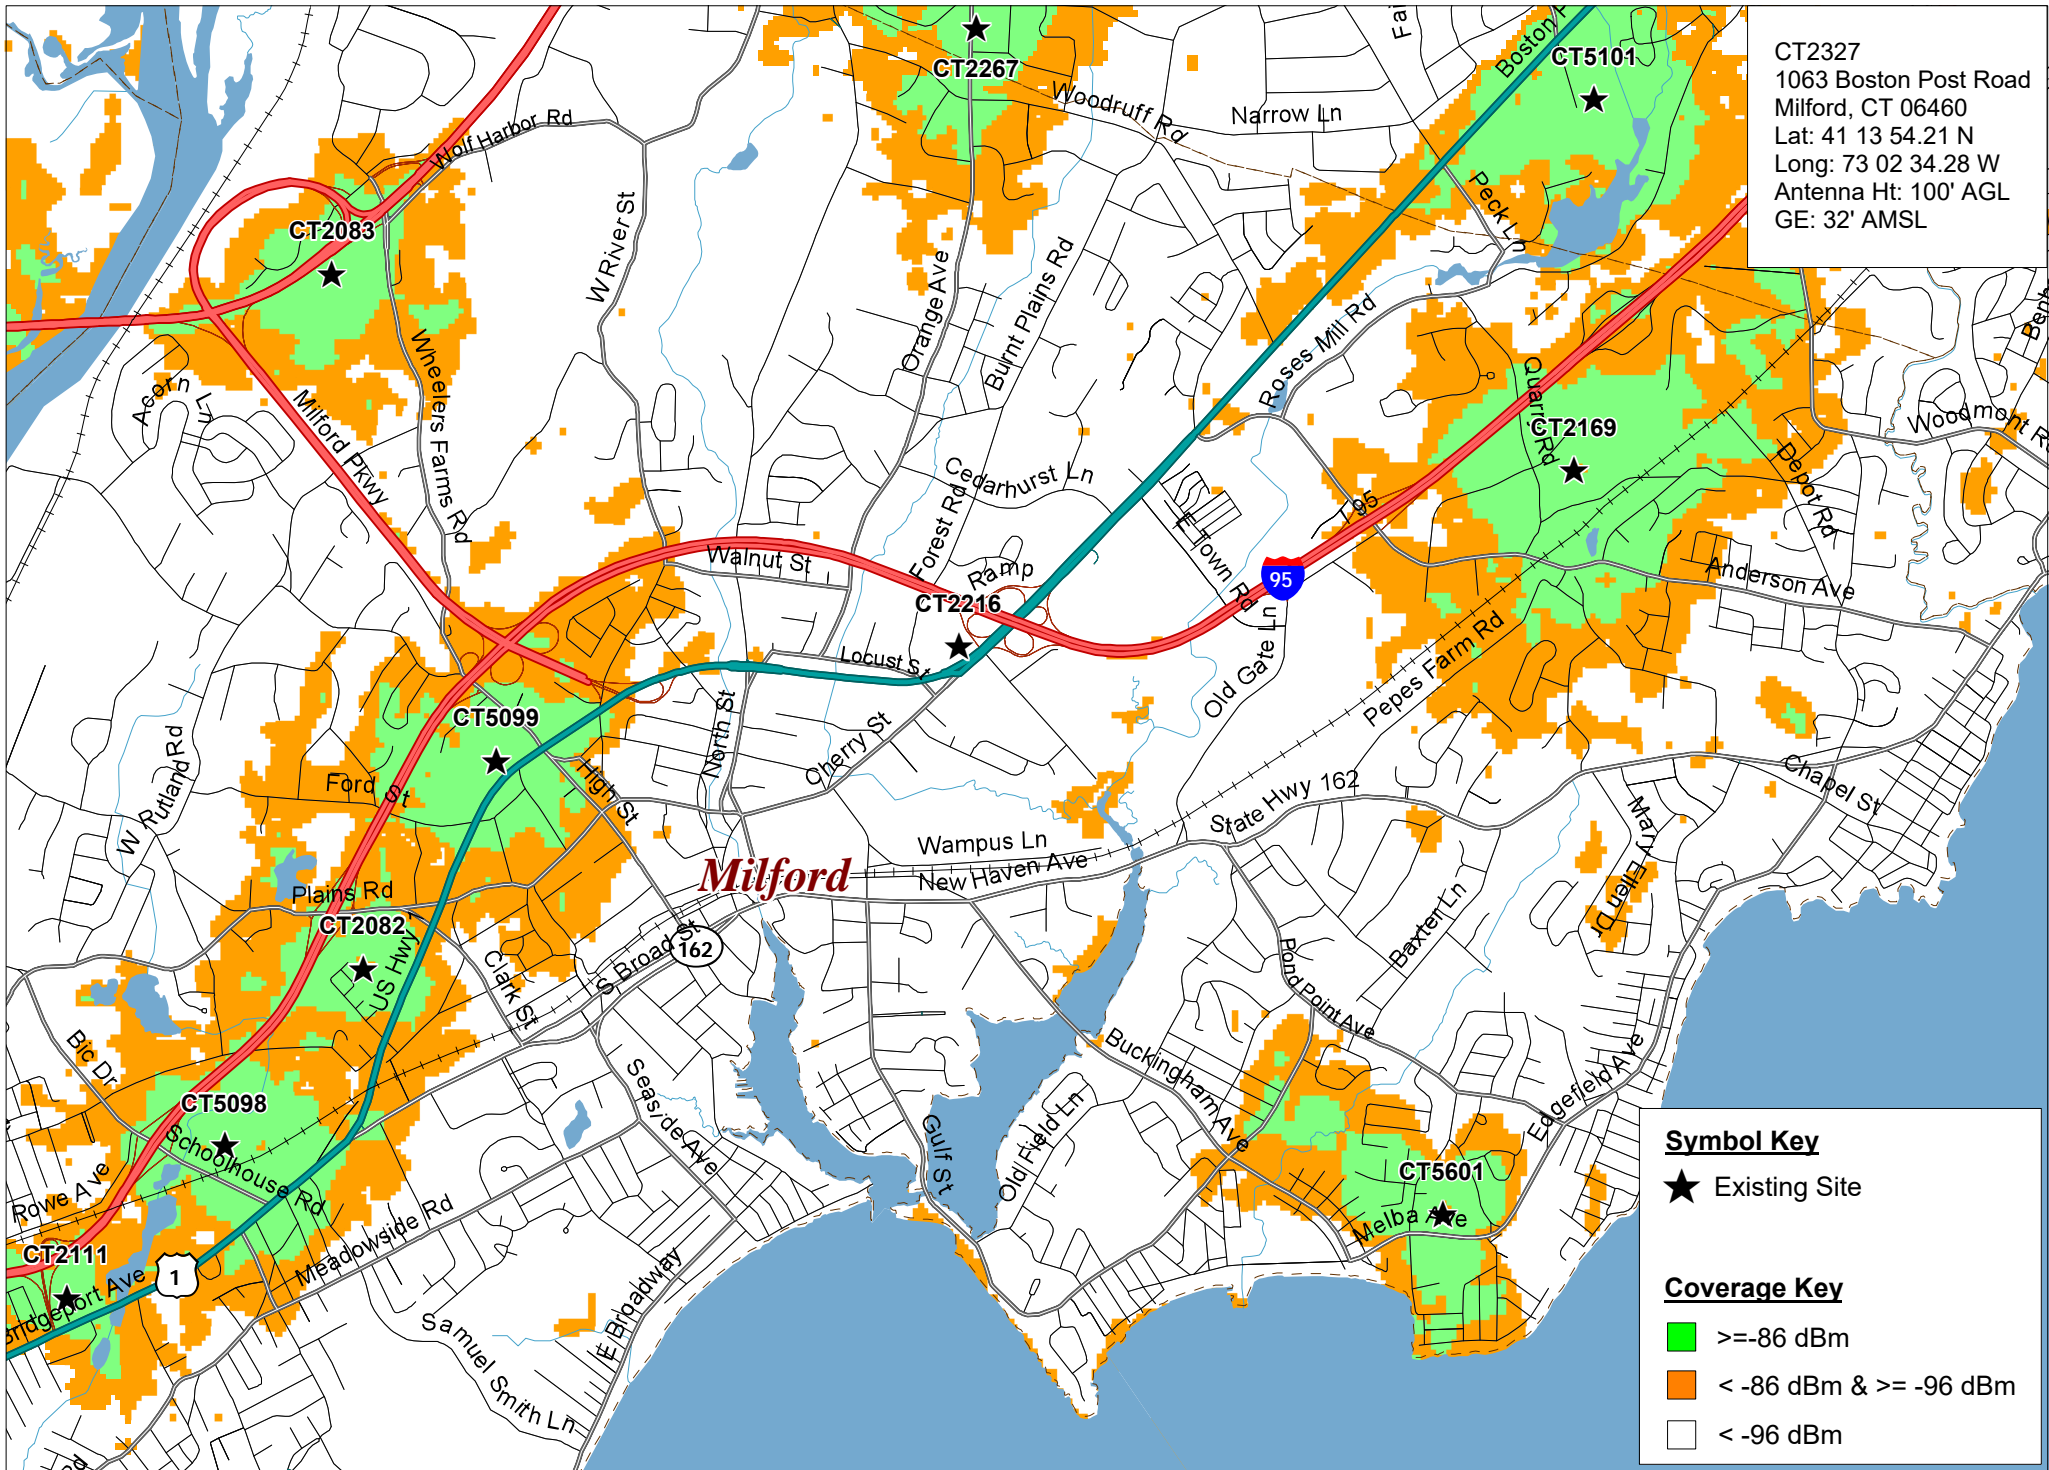 CT2327
1063 Boston Post Road
Milford, CT 06460
Lat: 41 13 54.21 N
Long: 73 02 34.28 W
Antenna Ht: 100' AGL
GE: 32' AMSL
CT2267
CT5101
Woodruff Rd
Narrow Ln
Wolf Harbor Rd
Peck Ln
CT2083
W River St
Orange Ave
Burnt Plains Rd
Roses Mill Rd
Acorn Ln
Milford Pkwy
Wheelers Farms Rd
Quarry Rd
CT2169
Depot Rd
Cedarhurst Ln
Forest Rd
E Town Rd
I 95
95
Walnut St
Ramp
CT2216
Anderson Ave
Locust St
Old Gate Ln
Pepes Farm Rd
CT5099
North St
Cherry St
High St
Ford St
W Rutland Rd
State Hwy 162
Chapel St
Mary Ellen Dr
Wampus Ln
New Haven Ave
Milford
Plains Rd
CT2082
US Hwy
Clark St
S Broad St
162
Baxter Ln
Pond Point Ave
Bic Dr
Buckingham Ave
Edgefield Ave
Seaside Ave
Gulf St
Old Field Ln
CT5098
Schoolhouse Rd
Rowe Ave
Meadowside Rd
CT5601
Melba Ave
CT2111
Bridgeport Ave
1
Samuel Smith Ln
E Broadway
Symbol Key
Existing Site
Coverage Key
>=-86 dBm
< -86 dBm & >= -96 dBm
< -96 dBm